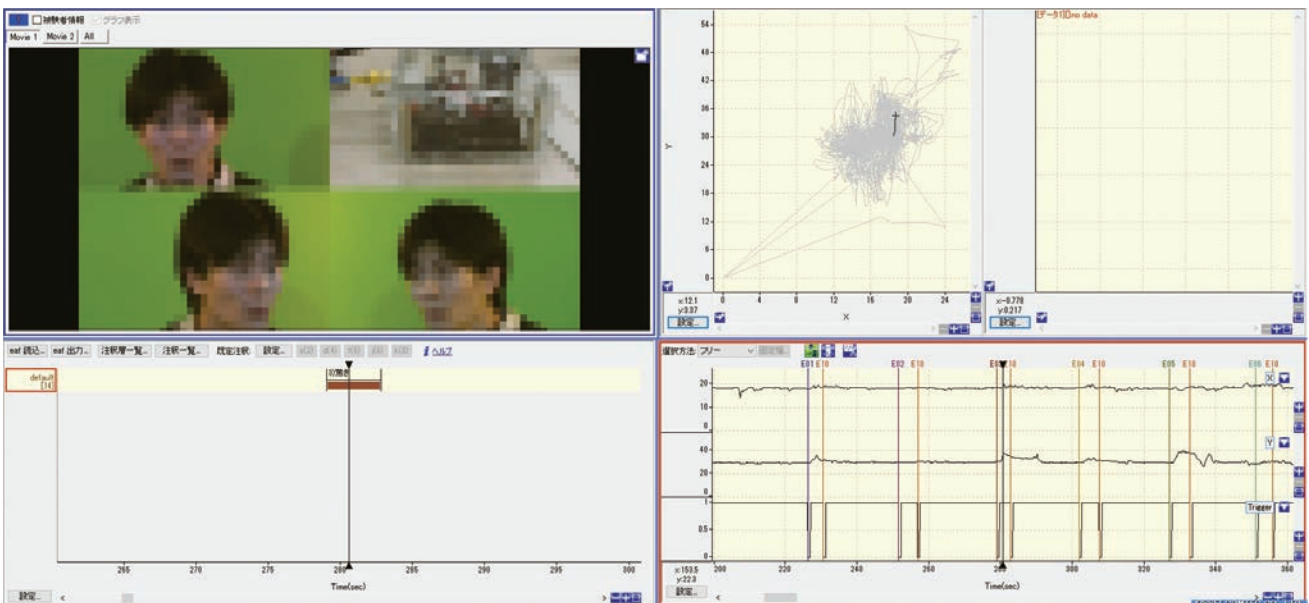 被験者情報 グラフ表示
Movie 1 Movie 2 All
54
48
42
36
30
24
18
12
6
0
Y
0 4 8 12 16 20 24
X
x:12.1
y:3.37
設定...
[データ1]no data
x:-0.778
y:0.217
設定...
eaf 読込... eaf 出力... 注釈層一覧... 注釈一覧... 既定注釈: 設定... ヘルプ
default
[14]
265 270 275 280 285 290 295 300
Time(sec)
設定...
選択方法: フリー
E01 E10 E02 E10 E10 E04 E10 E05 E10 E06 E10
20
10
0
X
40
20
0
Y
1
0.5
0
Trigger
200 220 240 260 280 300 320 340 360
Time(sec)
x:153.5
y:22.3
設定...